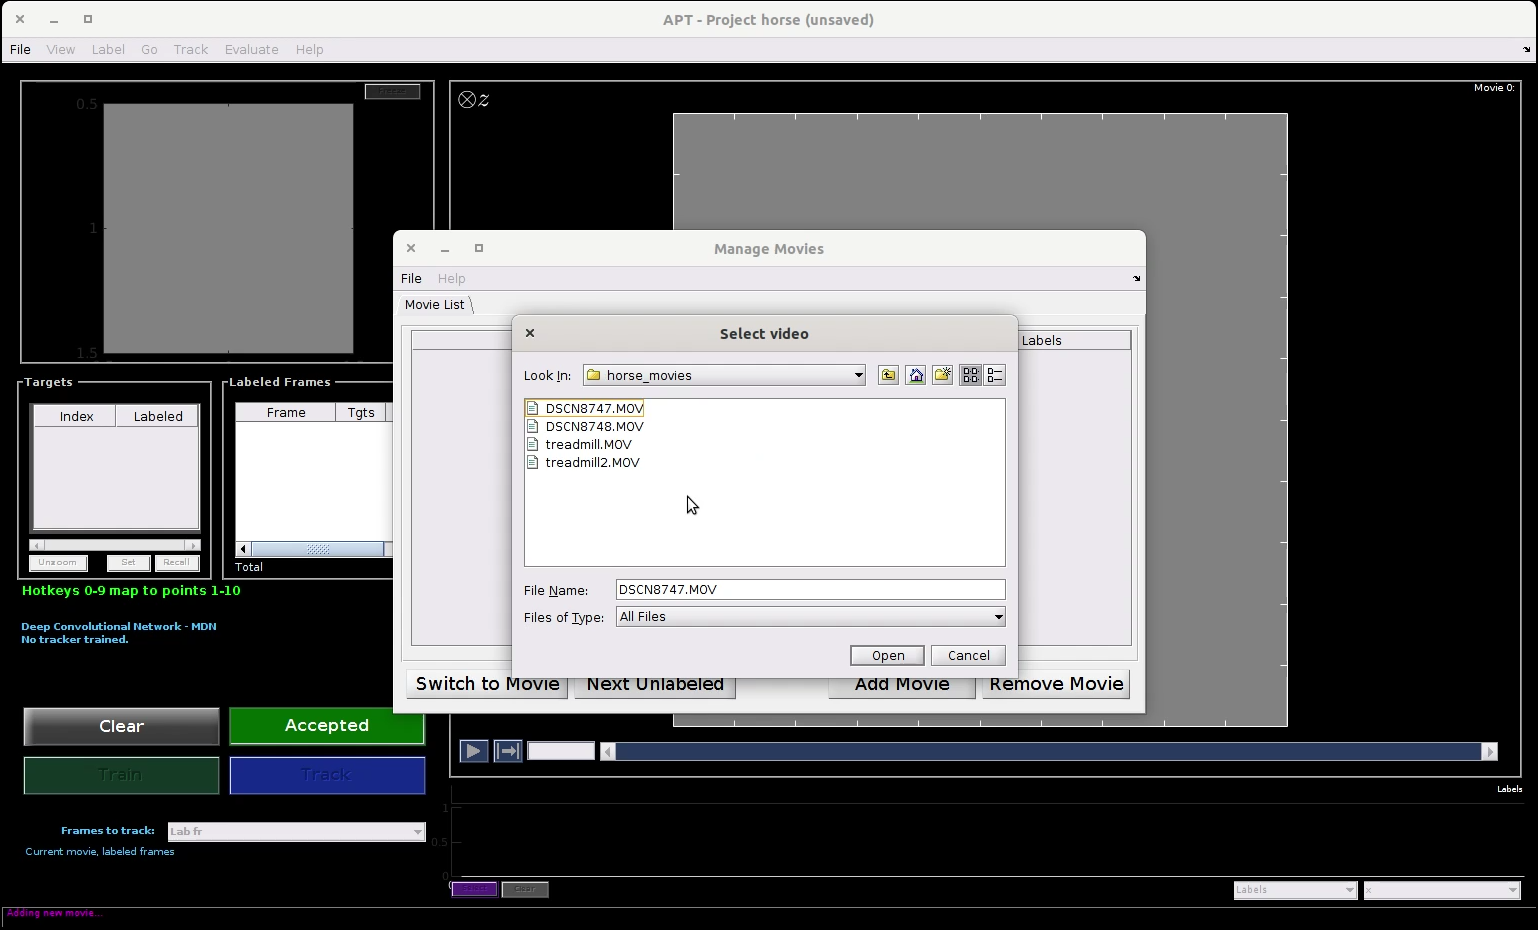 APT - Project horse (unsaved)
File View Label Go Track Evaluate Help
Movie 0:
z
0.5
1
1.5
Manage Movies
File Help
Movie List
Labels
Select video
Look In: horse_movies
DSCN8747.MOV
DSCN8748.MOV
treadmill.MOV
treadmill2.MOV
File Name: DSCN8747.MOV
Files of Type: All Files
Open Cancel
Switch to Movie Next Unlabeled Add Movie Remove Movie
Targets
Index Labeled
Unzoom Set Recall
Labeled Frames
Frame Tgts
Total
Hotkeys 0-9 map to points 1-10
Deep Convolutional Network - MDN
No tracker trained.
Clear Accepted
Train Track
Frames to track: Lab fr
Current movie, labeled frames
Labels
1
0.5
0
Select Clear
Labels x
Adding new movie...